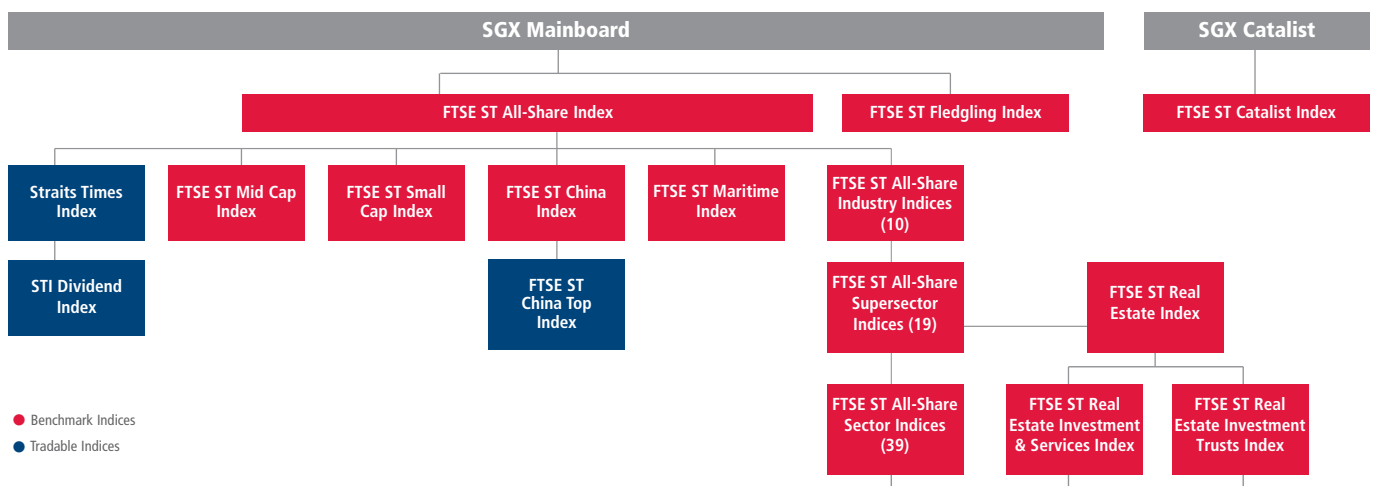 SGX Mainboard
SGX Catalist
FTSE ST All-Share Index
FTSE ST Fledgling Index
FTSE ST Catalist Index
Straits Times
Index
FTSE ST Mid Cap
Index
FTSE ST Small
Cap Index
FTSE ST China
Index
FTSE ST Maritime
Index
FTSE ST All-Share
Industry Indices
(10)
STI Dividend
Index
FTSE ST
China Top
Index
FTSE ST All-Share
Supersector
Indices (19)
FTSE ST Real
Estate Index
FTSE ST All-Share
Sector Indices
(39)
FTSE ST Real
Estate Investment
& Services Index
FTSE ST Real
Estate Investment
Trusts Index
Benchmark Indices
Tradable Indices